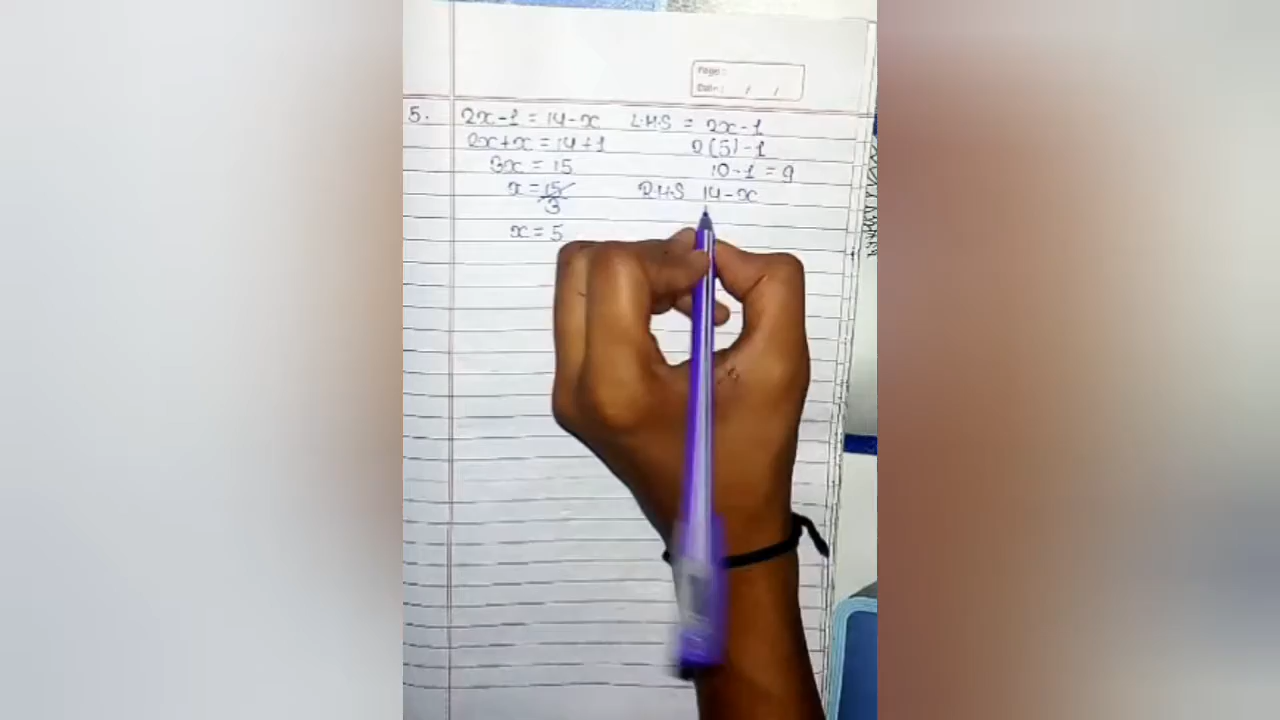 Page:
Date: / /
5. 2x-1 = 14-x L.H.S = 2x-1
2x+x = 14+1 2(5)-1
3x = 15 10-1 = 9
x = 15/3 R.H.S 14-x
x = 5